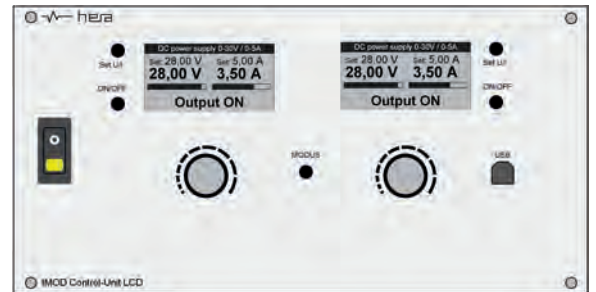 hera
DC power supply 0-30V / 0-5A
Set: 28,00 V Set: 5,00 A
28,00 V 3,50 A
Output ON
Set U/I
ON/OFF
DC power supply 0-30V / 0-5A
Set: 28,00 V Set: 5,00 A
28,00 V 3,50 A
Output ON
Set U/I
ON/OFF
MODUS
USB
tMOD Control-Unit LCD